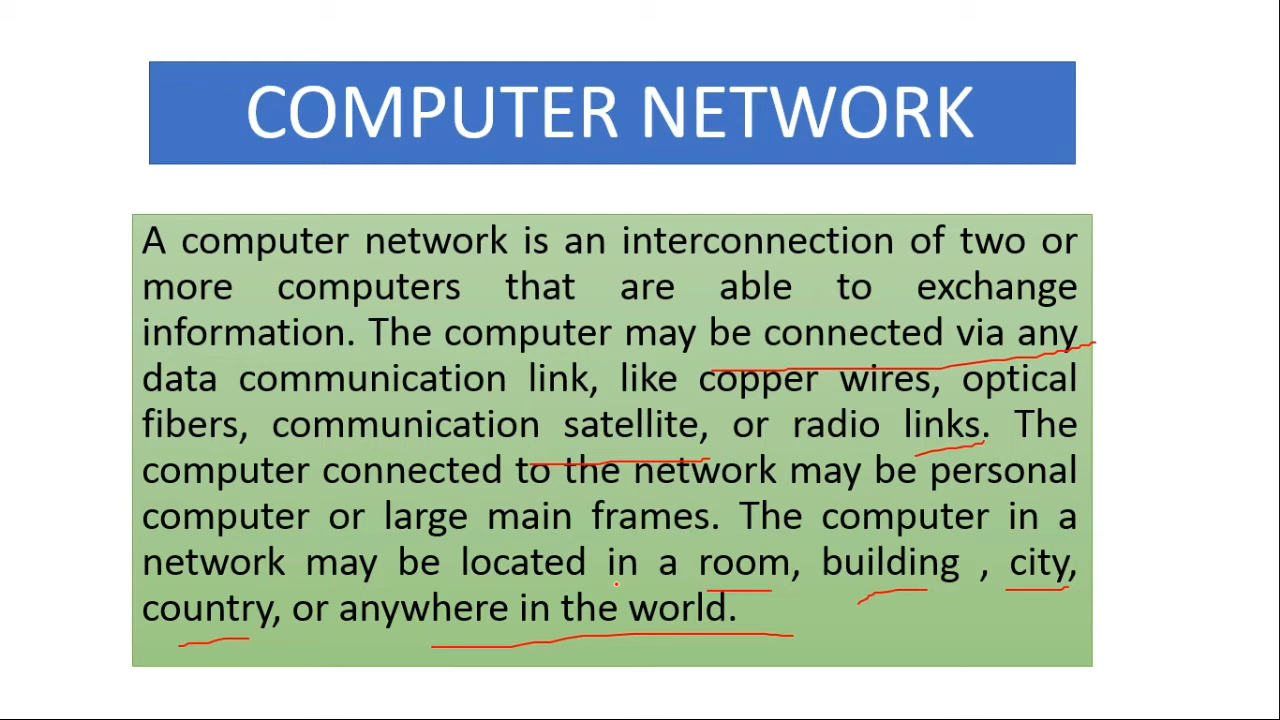 COMPUTER NETWORK
A computer network is an interconnection of two or
more computers that are able to exchange
information. The computer may be connected via any
data communication link, like copper wires, optical
fibers, communication satellite, or radio links. The
computer connected to the network may be personal
computer or large main frames. The computer in a
network may be located in a room, building , city,
country, or anywhere in the world.